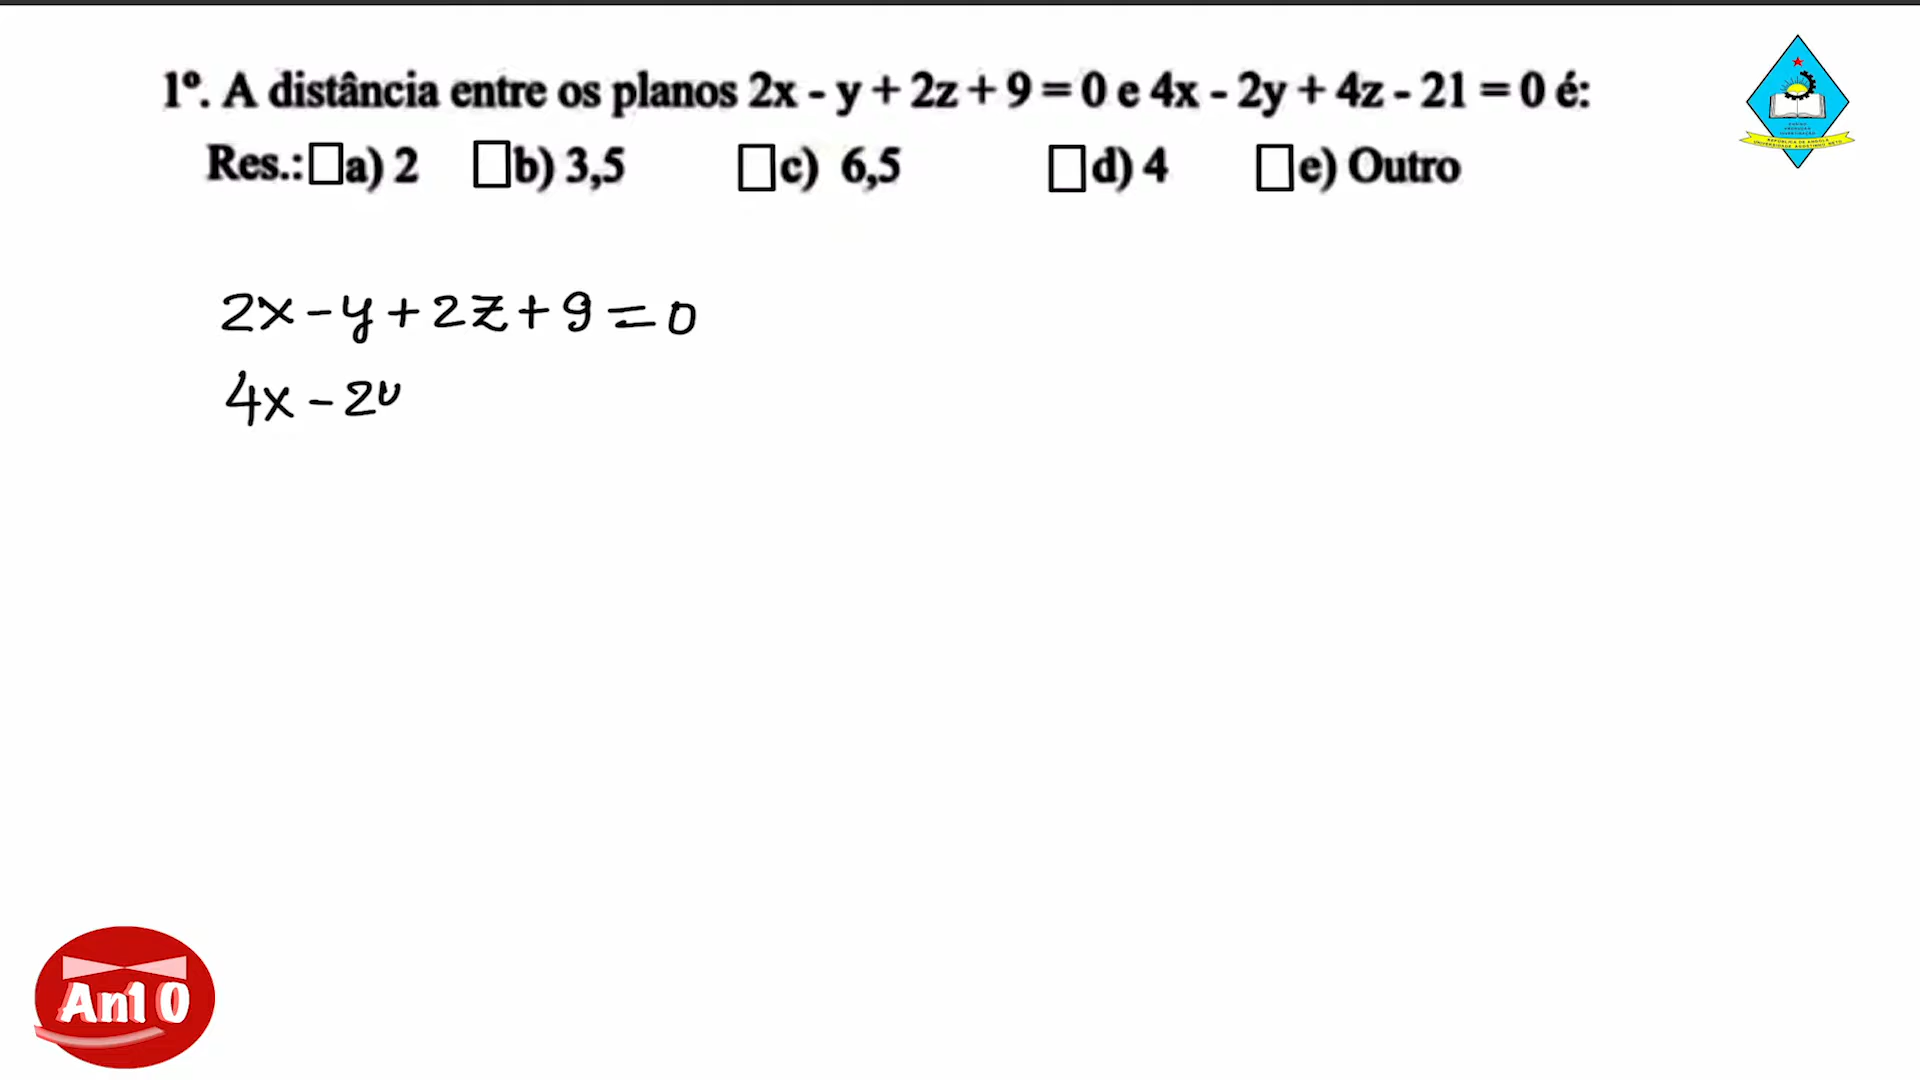 1º. A distância entre os planos 2x - y + 2z + 9 = 0 e 4x - 2y + 4z - 21 = 0 é:
Res.: a) 2 b) 3,5 c) 6,5 d) 4 e) Outro
2x - y + 2z + 9 = 0
4x - 2
An10